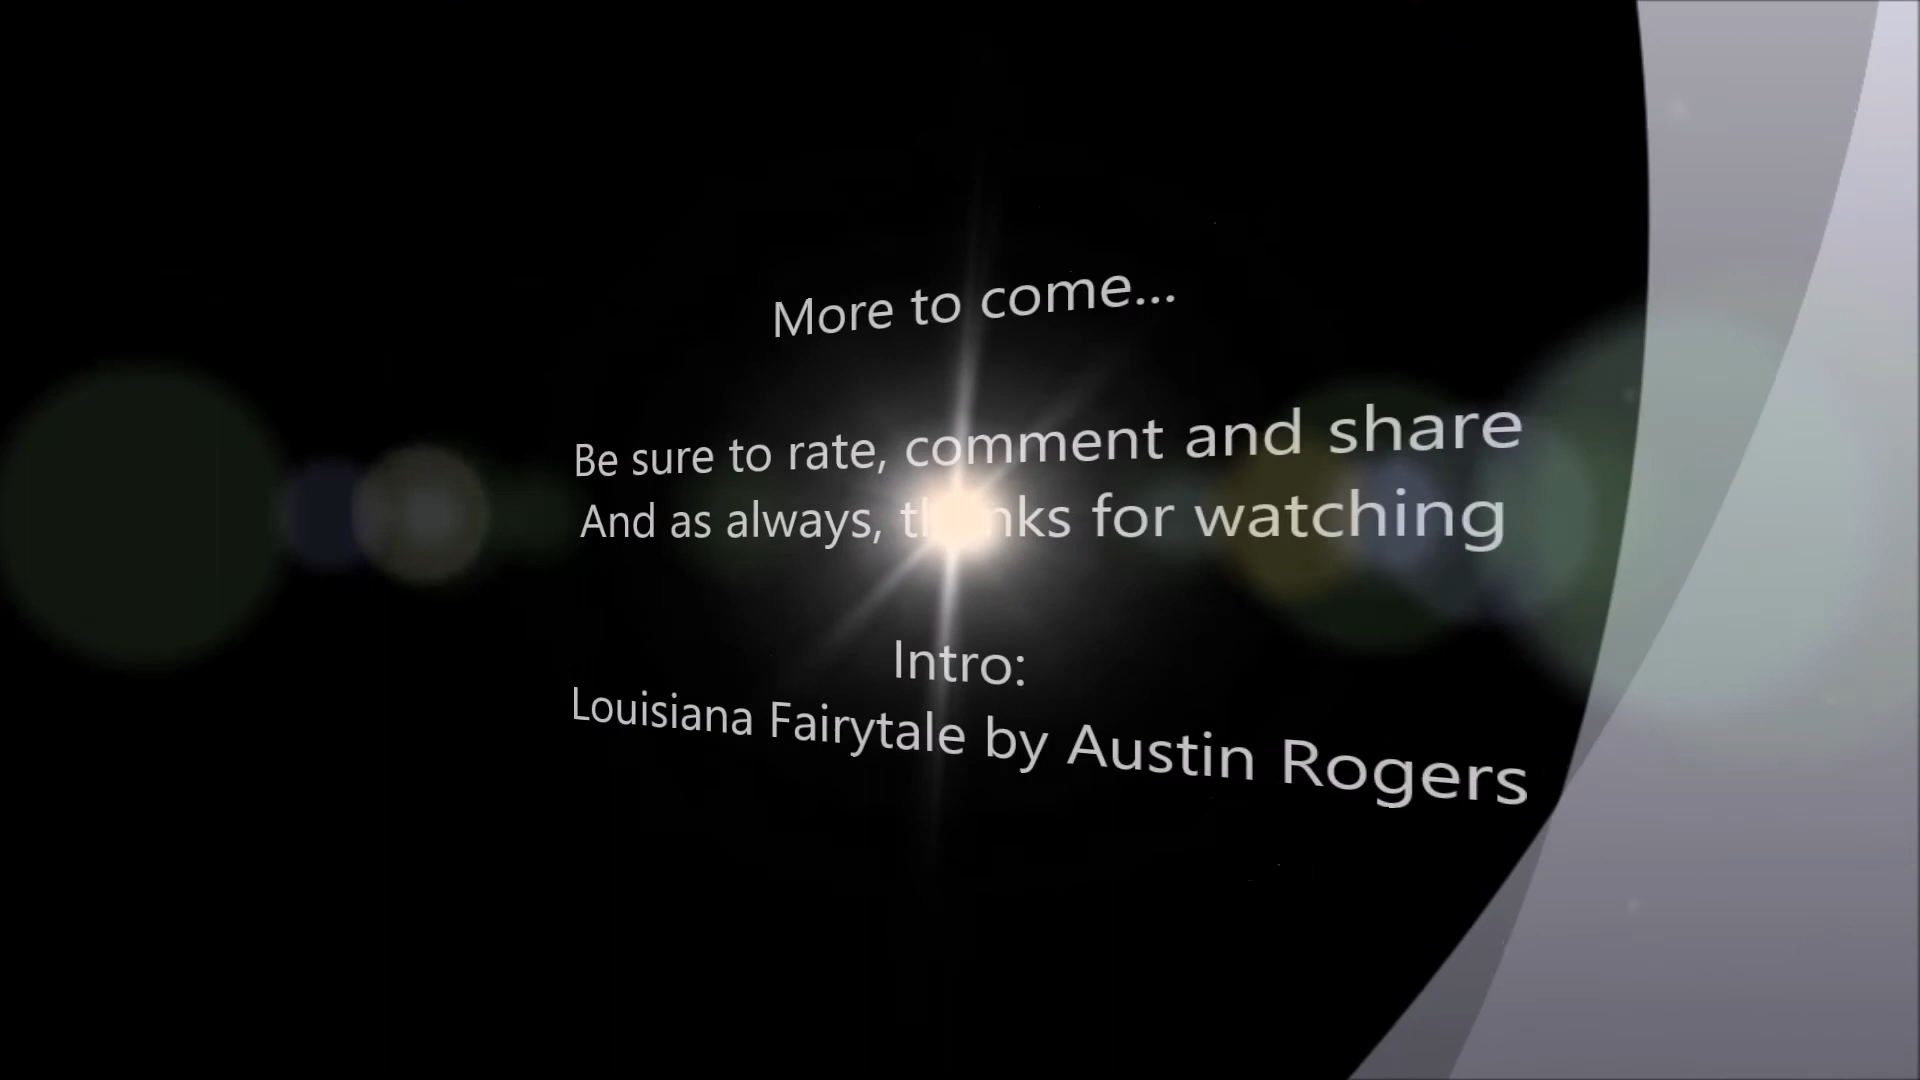 More to come...
Be sure to rate, comment and share
And as always, thanks for watching
Intro:
Louisiana Fairytale by Austin Rogers